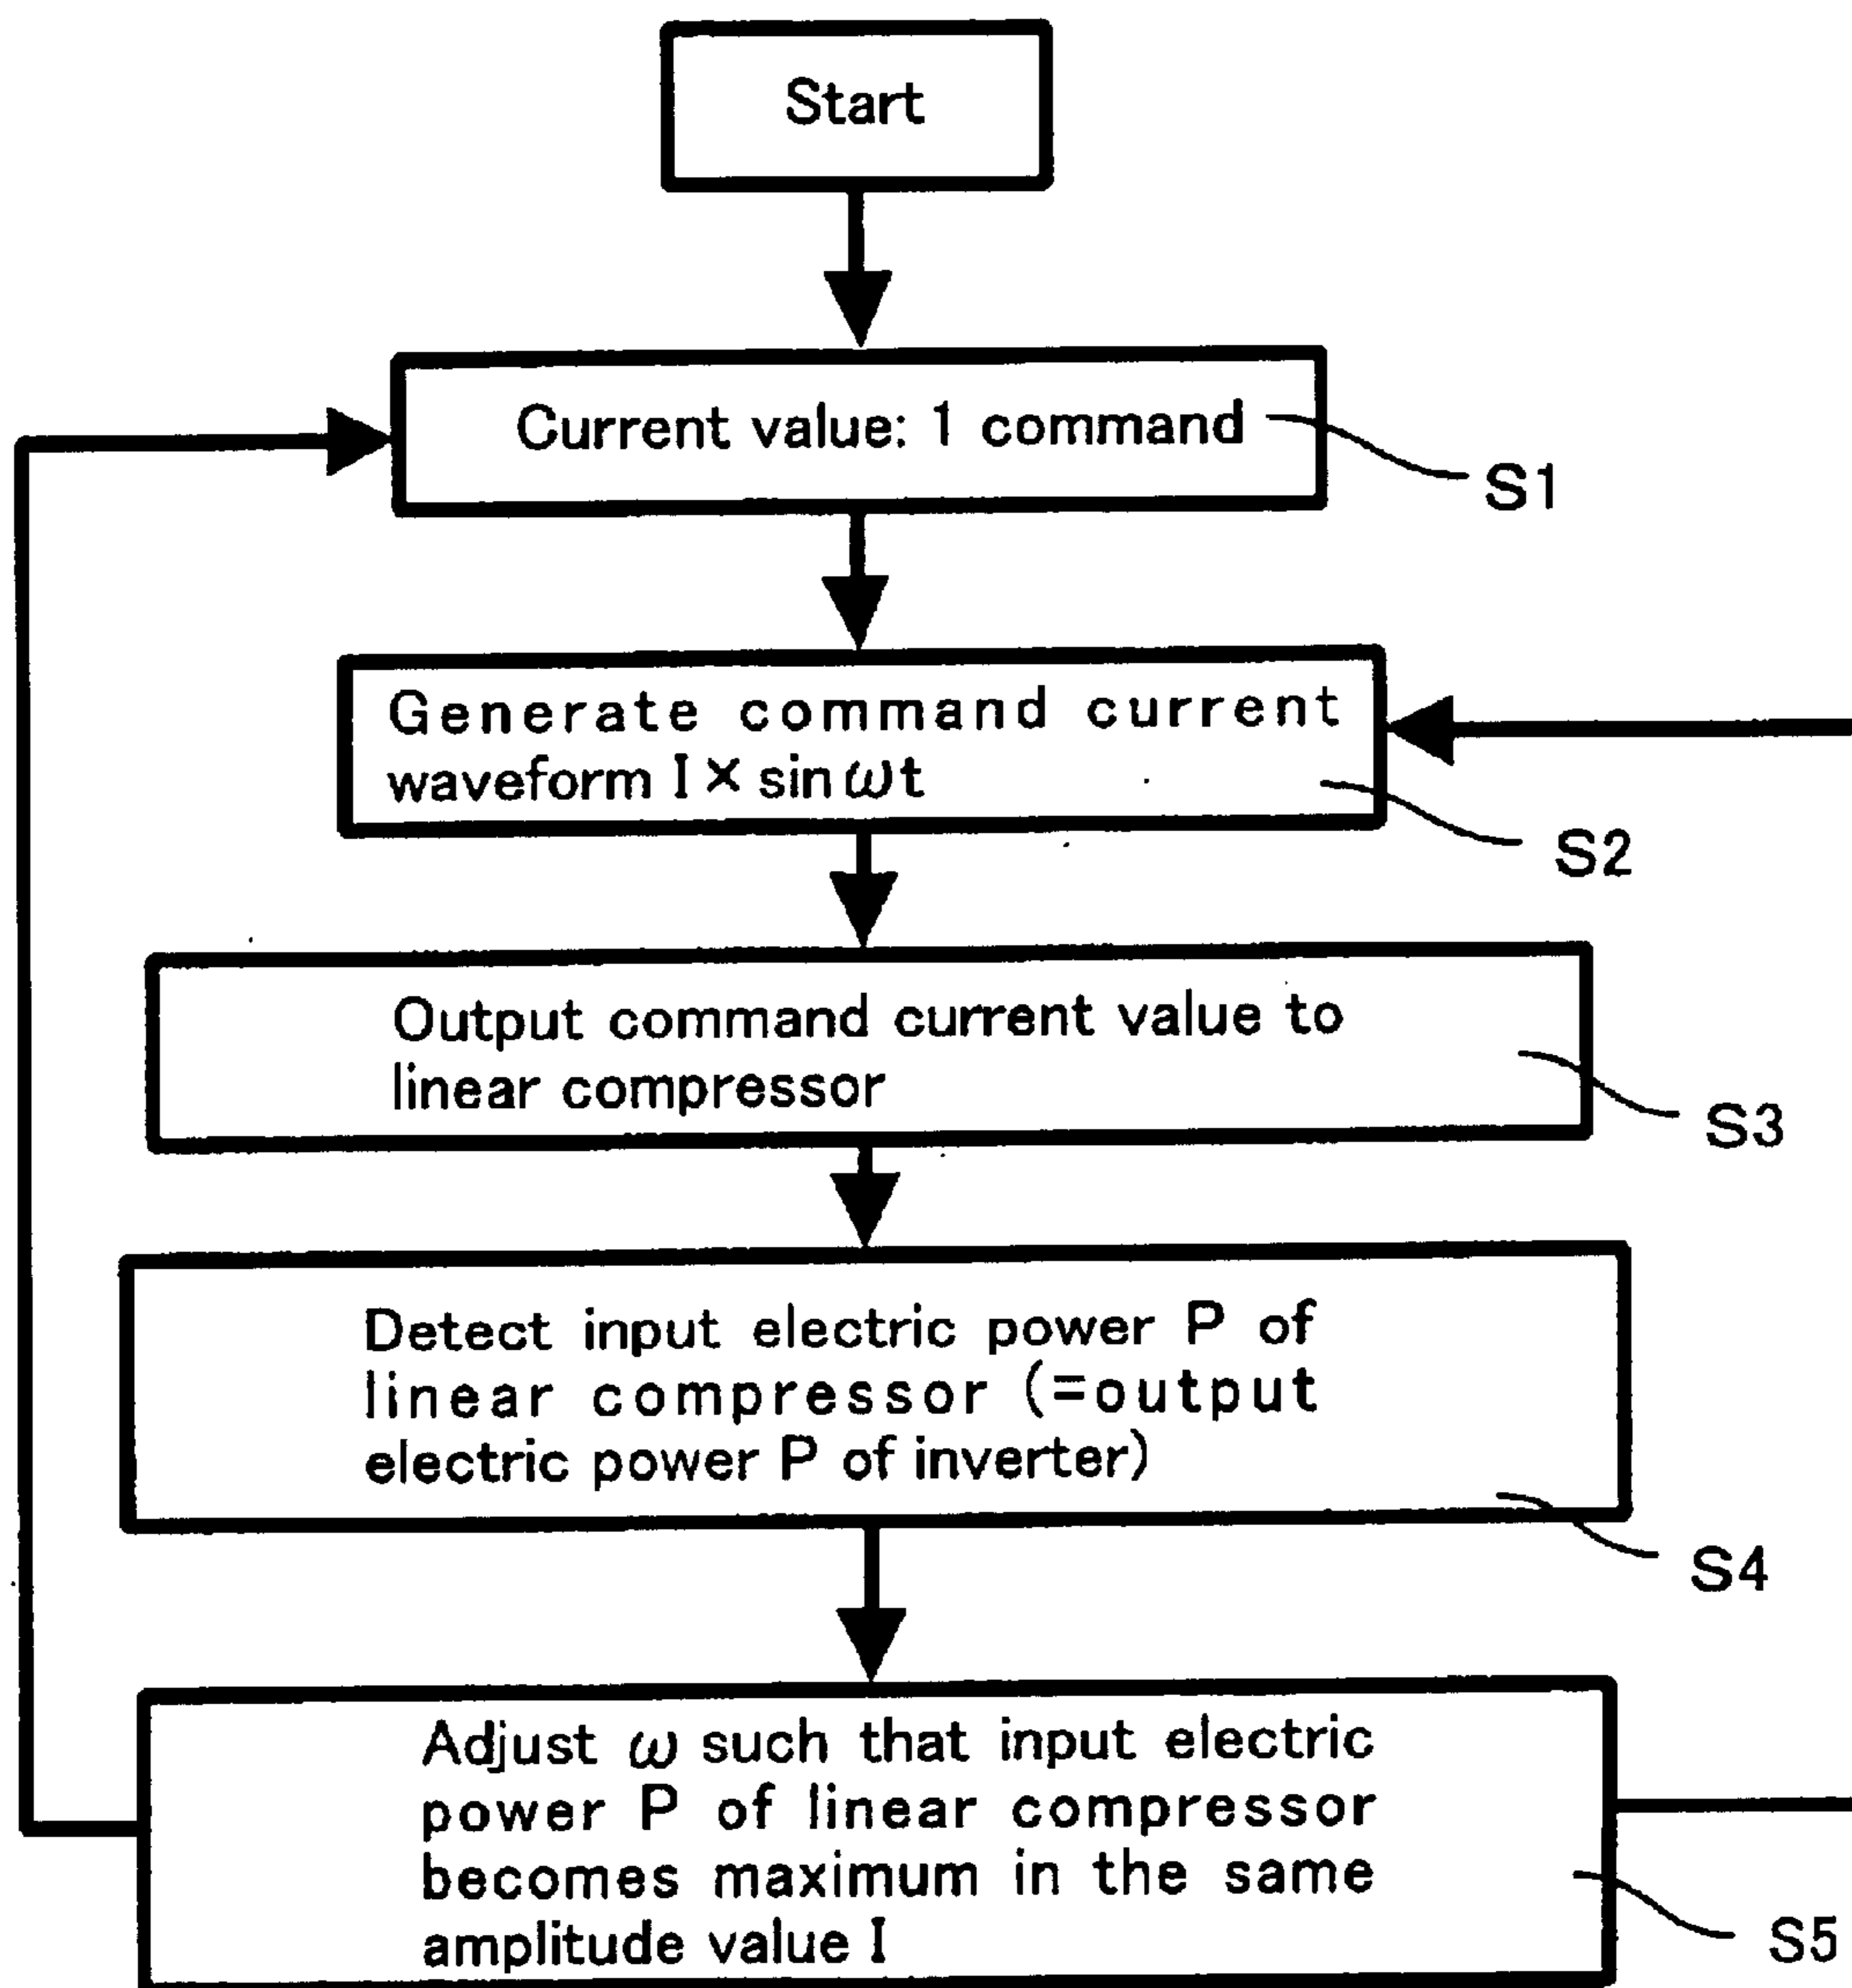 Start
Current value: 1 command
S1
Generate command current
waveform I × sin ωt
S2
Output command current value to
linear compressor
S3
Detect input electric power P of
linear compressor (=output
electric power P of inverter)
S4
Adjust ω such that input electric
power P of linear compressor
becomes maximum in the same
amplitude value I
S5